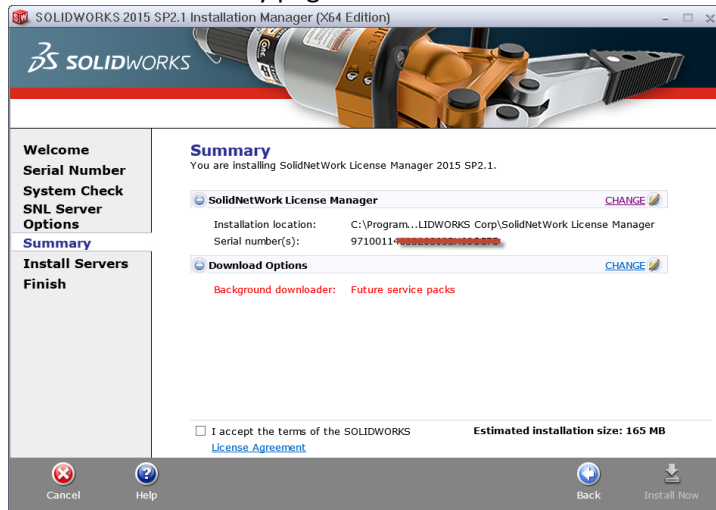 SOLIDWORKS 2015 SP2.1 Installation Manager (X64 Edition)
SOLIDWORKS
Welcome
Serial Number
System Check
SNL Server
Options
Summary
Install Servers
Finish
Summary
You are installing SolidNetWork License Manager 2015 SP2.1.
SolidNetWork License Manager
CHANGE
Installation location: C:\Program...LIDWORKS Corp\SolidNetWork License Manager
Serial number(s): 97100114
Download Options
CHANGE
Background downloader: Future service packs
I accept the terms of the SOLIDWORKS
License Agreement
Estimated installation size: 165 MB
Cancel
Help
Back
Install Now